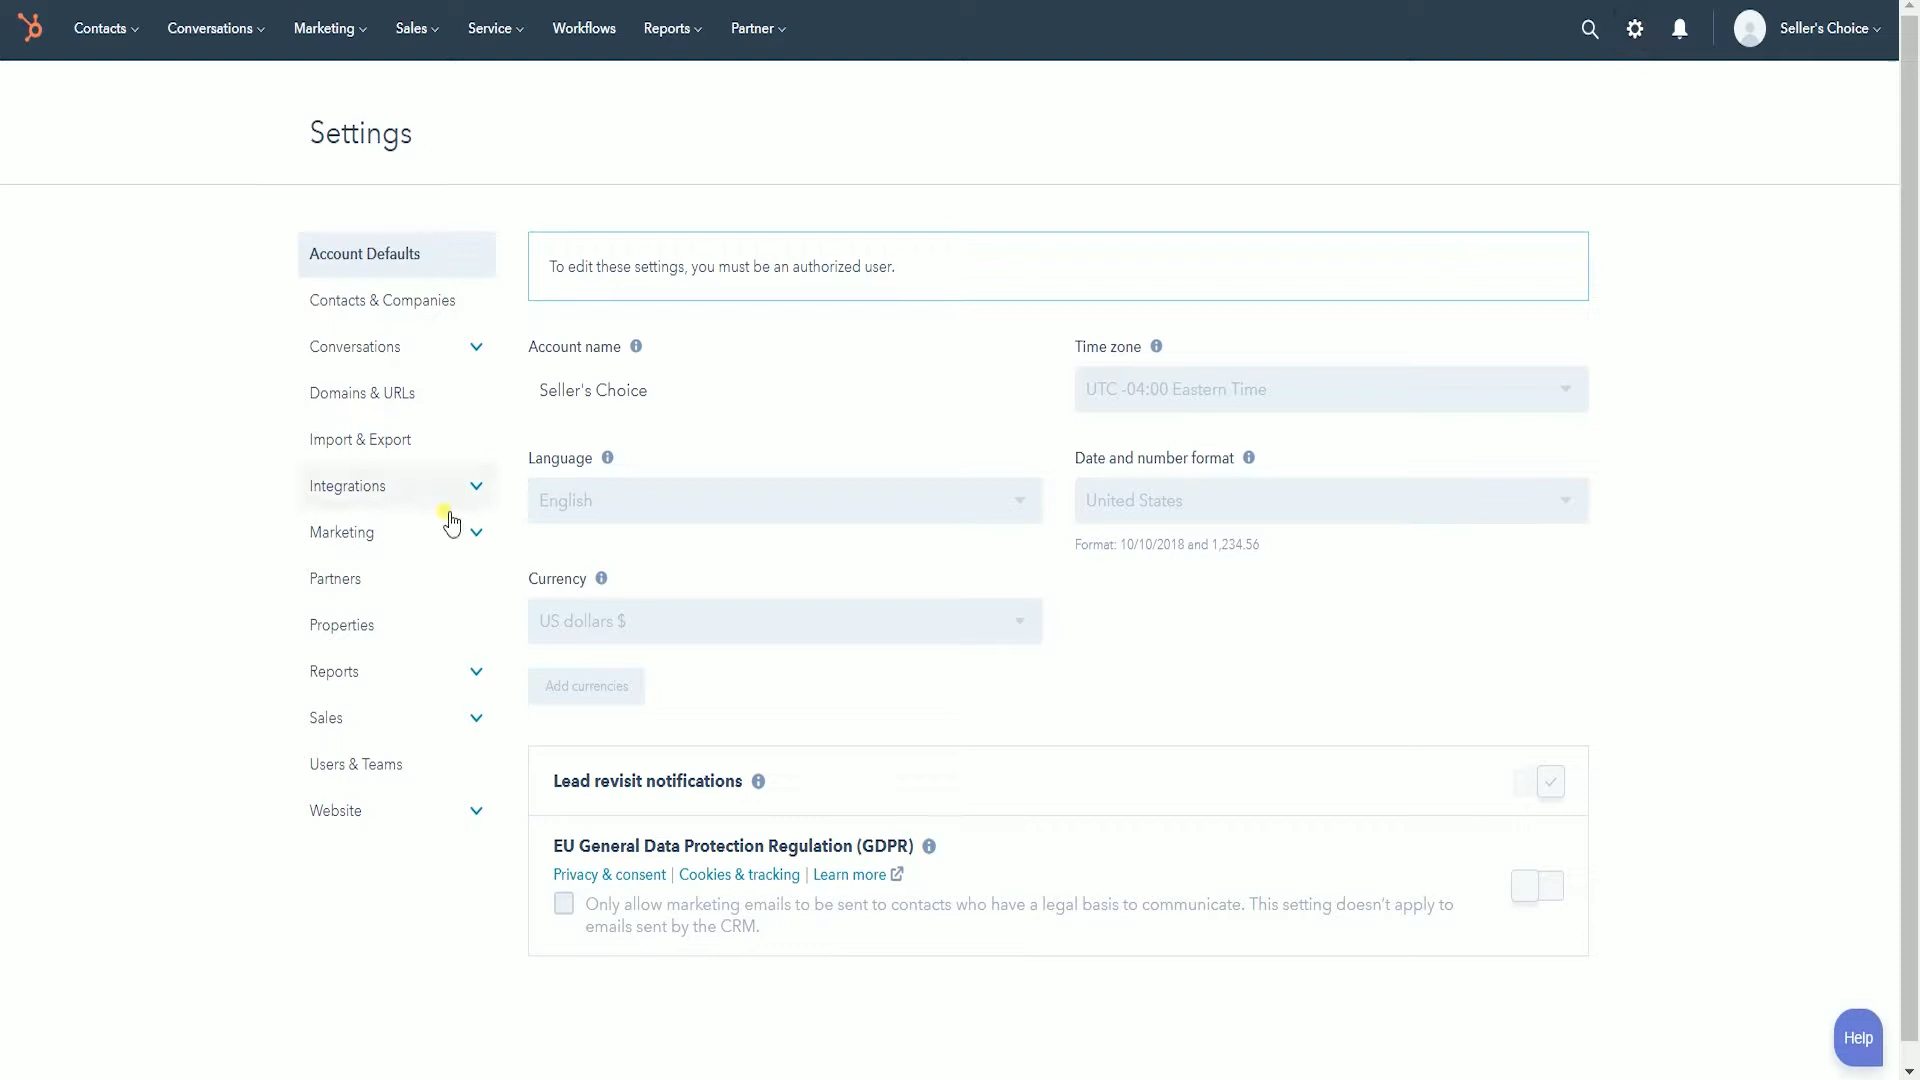 Contacts Conversations Marketing Sales Service Workflows Reports Partner Seller's Choice
Settings
Account Defaults
Contacts & Companies
Conversations
Domains & URLs
Import & Export
Integrations
Marketing
Partners
Properties
Reports
Sales
Users & Teams
Website
To edit these settings, you must be an authorized user.
Account name
Seller's Choice
Time zone
UTC -04:00 Eastern Time
Language
English
Date and number format
United States
Format: 10/10/2018 and 1,234.56
Currency
US dollars $
Add currencies
Lead revisit notifications
EU General Data Protection Regulation (GDPR)
Privacy & consent | Cookies & tracking | Learn more
Only allow marketing emails to be sent to contacts who have a legal basis to communicate. This setting doesn't apply to
emails sent by the CRM.
Help